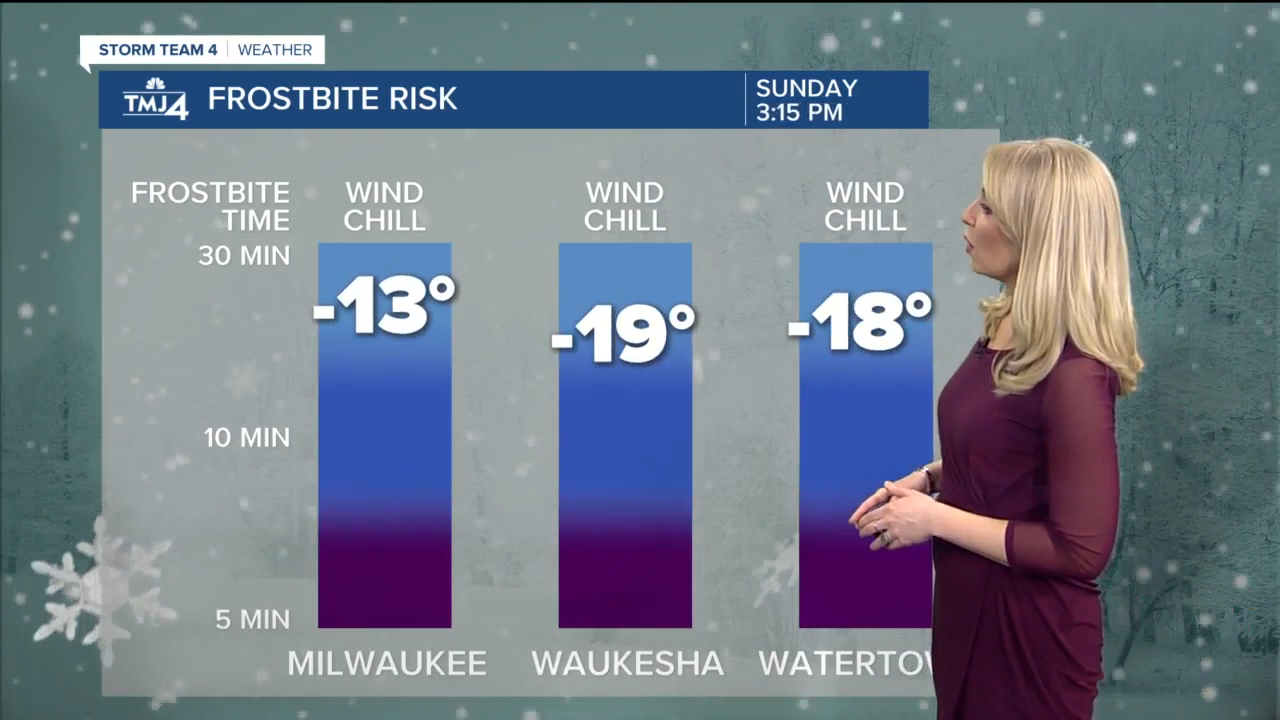 STORM TEAM 4 | WEATHER
TMJ4 FROSTBITE RISK
SUNDAY
3:15 PM
FROSTBITE
TIME
WIND
CHILL
WIND
CHILL
WIND
CHILL
30 MIN
-13°
-19°
-18°
10 MIN
5 MIN
MILWAUKEE
WAUKESHA